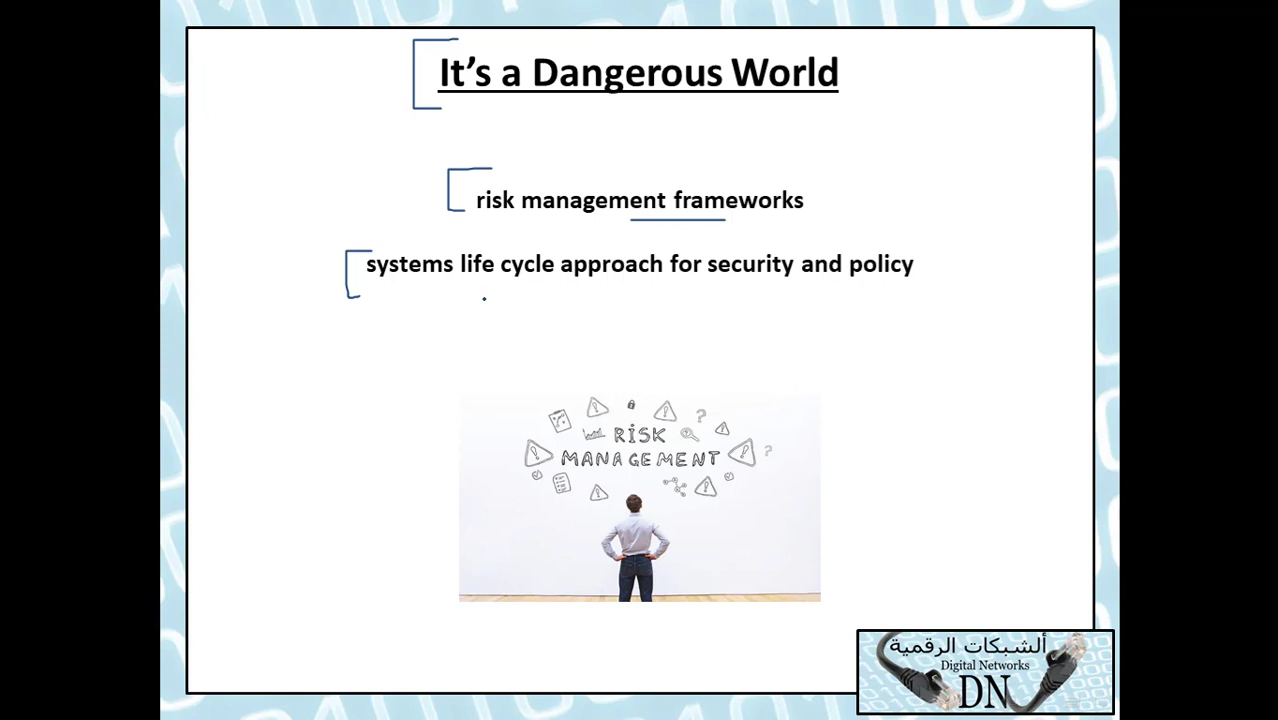 It's a Dangerous World
risk management frameworks
systems life cycle approach for security and policy
RISK
MANAGEMENT
ألشبكات الرقمية
Digital Networks
DN